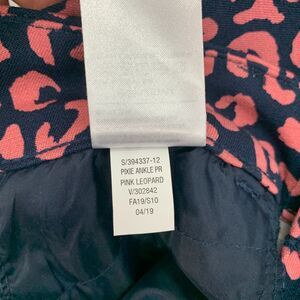 S/394337-12
PIXIE ANKLE PR
PINK LEOPARD
V/302842
FA19/S10
04/19